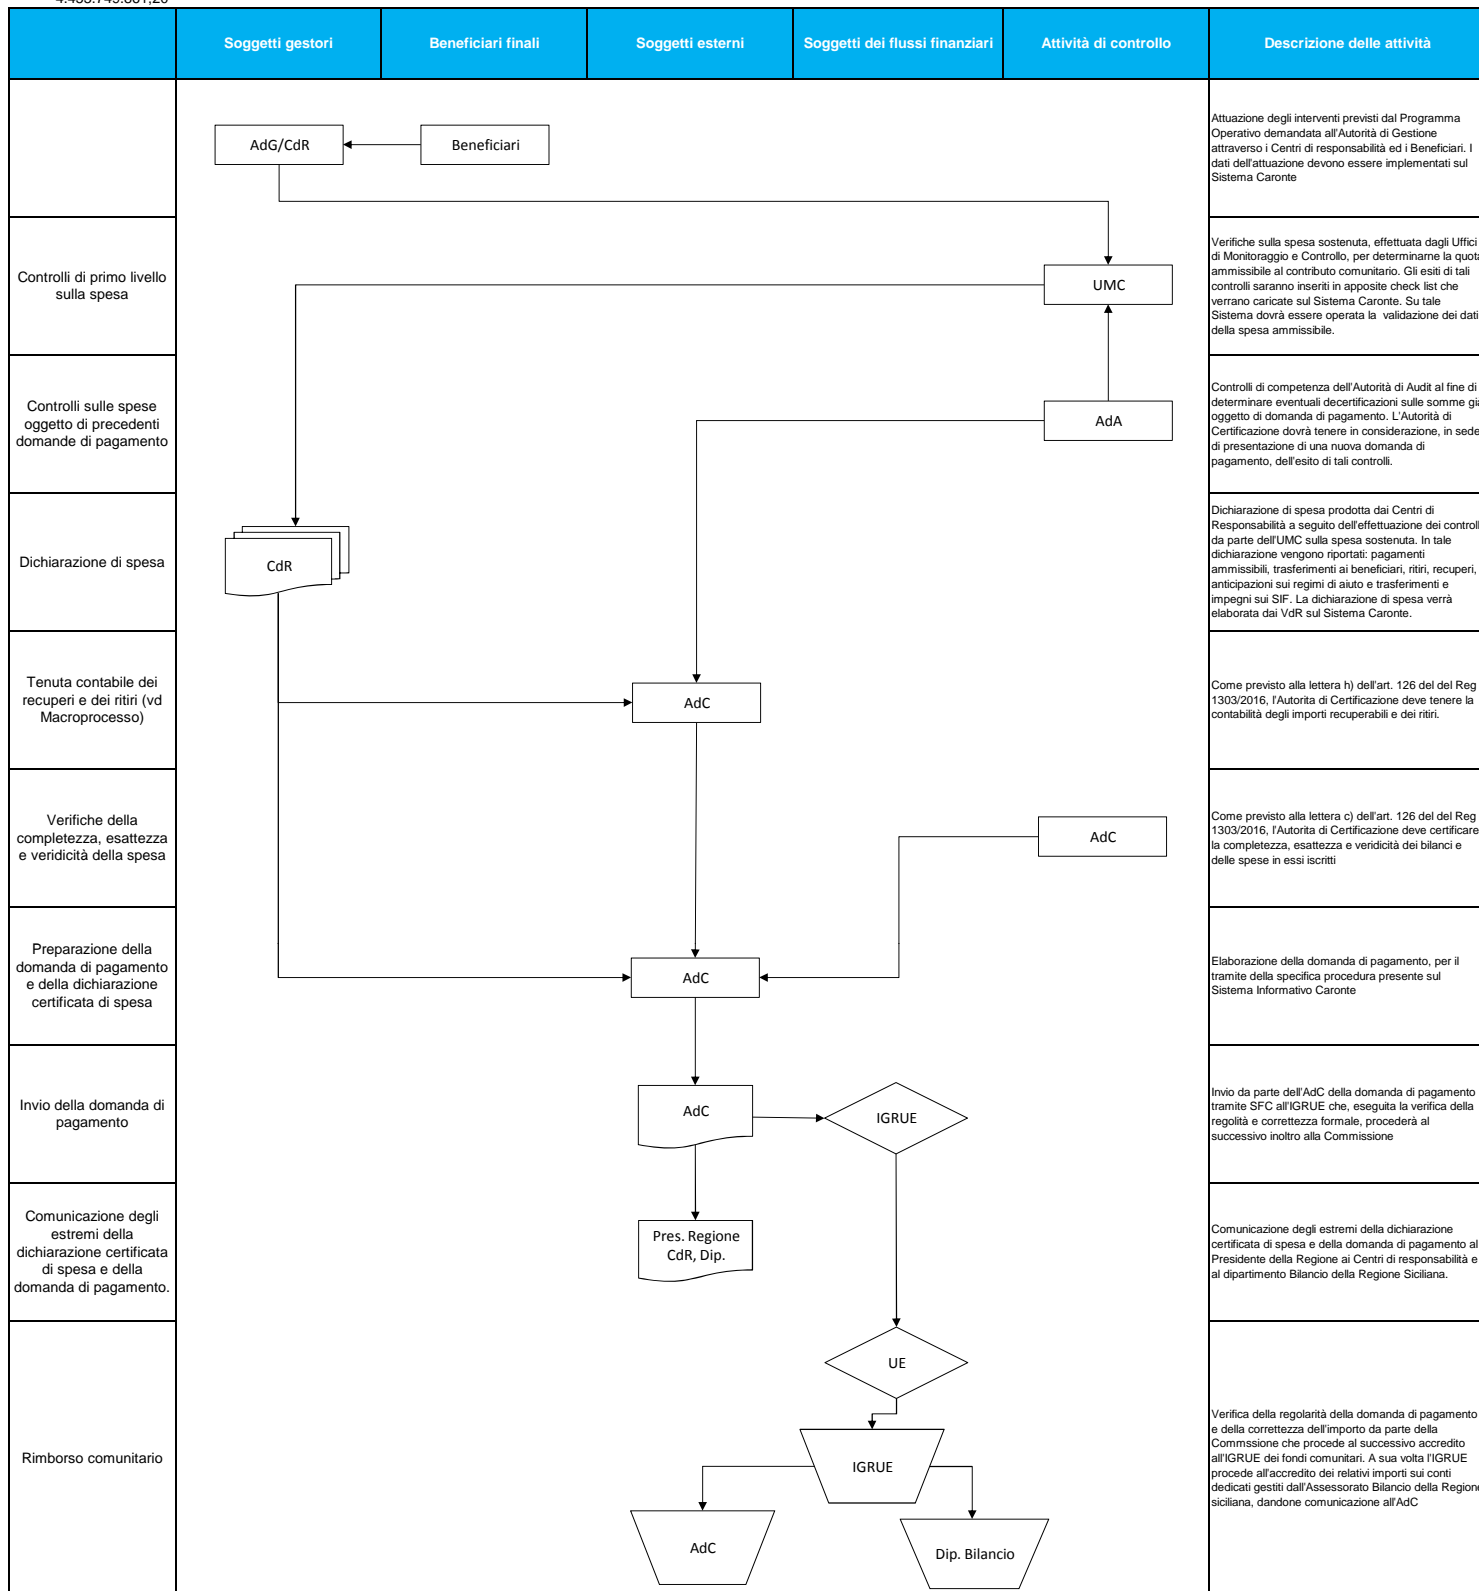 Soggetti gestori
Beneficiari finali
Soggetti esterni
Soggetti dei flussi finanziari
Attività di controllo
Descrizione delle attività
AdG/CdR
Beneficiari
Attuazione degli interventi previsti dal Programma
Operativo demandata all'Autorità di Gestione
attraverso i Centri di responsabilità ed i Beneficiari. I
dati dell'attuazione devono essere implementati sul
Sistema Caronte
Controlli di primo livello
sulla spesa
UMC
Verifiche sulla spesa sostenuta, effettuata dagli Uffici
di Monitoraggio e Controllo, per determinarne la quota
ammissibile al contributo comunitario. Gli esiti di tali
controlli saranno inseriti in apposite check list che
verrano caricate sul Sistema Caronte. Su tale
Sistema dovrà essere operata la validazione dei dati
della spesa ammissibile.
Controlli sulle spese
oggetto di precedenti
domande di pagamento
AdA
Controlli di competenza dell'Autorità di Audit al fine di
determinare eventuali decertificazioni sulle somme già
oggetto di domanda di pagamento. L'Autorità di
Certificazione dovrà tenere in considerazione, in sede
di presentazione di una nuova domanda di
pagamento, dell'esito di tali controlli.
Dichiarazione di spesa
CdR
Dichiarazione di spesa prodotta dai Centri di
Responsabilità a seguito dell'effettuazione dei controll
da parte dell'UMC sulla spesa sostenuta. In tale
dichiarazione vengono riportati: pagamenti
ammissibili, trasferimenti ai beneficiari, ritiri, recuperi,
anticipazioni sui regimi di aiuto e trasferimenti e
impegni sui SIF. La dichiarazione di spesa verrà
elaborata dai VdR sul Sistema Caronte.
Tenuta contabile dei
recuperi e dei ritiri (vd
Macroprocesso)
AdC
Come previsto alla lettera h) dell'art. 126 del del Reg
1303/2016, l'Autorita di Certificazione deve tenere la
contabilità degli importi recuperabili e dei ritiri.
Verifiche della
completezza, esattezza
e veridicità della spesa
AdC
Come previsto alla lettera c) dell'art. 126 del del Reg
1303/2016, l'Autorita di Certificazione deve certificare
la completezza, esattezza e veridicità dei bilanci e
delle spese in essi iscritti
Preparazione della
domanda di pagamento
e della dichiarazione
certificata di spesa
AdC
Elaborazione della domanda di pagamento, per il
tramite della specifica procedura presente sul
Sistema Informativo Caronte
Invio della domanda di
pagamento
AdC
IGRUE
Invio da parte dell'AdC della domanda di pagamento
tramite SFC all'IGRUE che, eseguita la verifica della
regolità e correttezza formale, procederà al
successivo inoltro alla Commissione
Comunicazione degli
estremi della
dichiarazione certificata
di spesa e della
domanda di pagamento.
Pres. Regione
CdR, Dip.
Comunicazione degli estremi della dichiarazione
certificata di spesa e della domanda di pagamento al
Presidente della Regione ai Centri di responsabilità e
al dipartimento Bilancio della Regione Siciliana.
Rimborso comunitario
UE
IGRUE
AdC
Dip. Bilancio
Verifica della regolarità della domanda di pagamento
e della correttezza dell'importo da parte della
Commssione che procede al successivo accredito
all'IGRUE dei fondi comunitari. A sua volta l'IGRUE
procede all'accredito dei relativi importi sui conti
dedicati gestiti dall'Assessorato Bilancio della Regione
siciliana, dandone comunicazione all'AdC